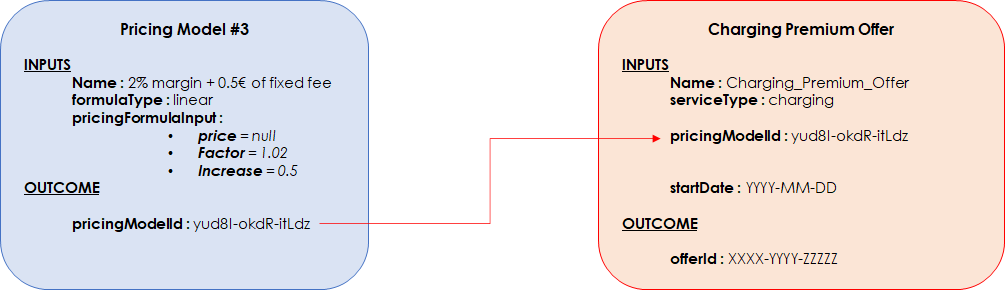 Pricing Model #3
INPUTS
Name : 2% margin + 0.5€ of fixed fee
formulaType : linear
pricingFormulaInput :
• price = null
• Factor = 1.02
• Increase = 0.5
OUTCOME
pricingModelId : yud8I-okdR-itLdz
Charging Premium Offer
INPUTS
Name : Charging_Premium_Offer
serviceType : charging
pricingModelId : yud8I-okdR-itLdz
startDate : YYYY-MM-DD
OUTCOME
offerId : XXXX-YYYY-ZZZZZ